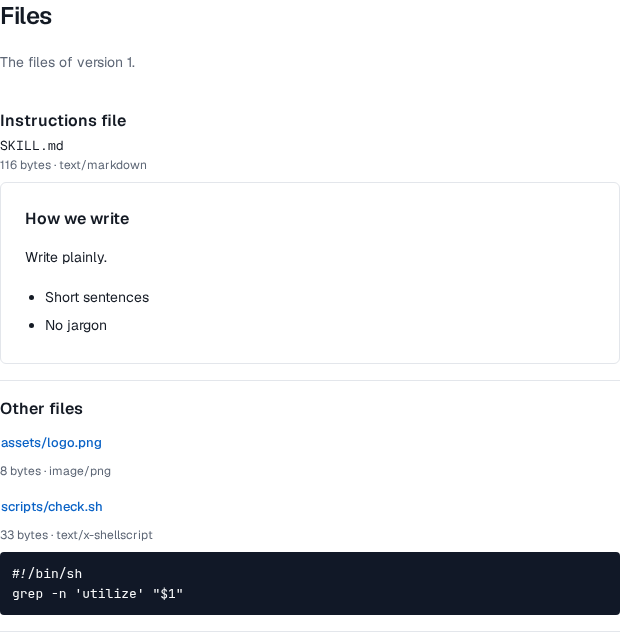 Files
The files of version 1.
Instructions file
SKILL.md
116 bytes · text/markdown
How we write
Write plainly.
• Short sentences
• No jargon
Other files
assets/logo.png
8 bytes · image/png
scripts/check.sh
33 bytes · text/x-shellscript
#!/bin/sh
grep -n 'utilize' "$1"